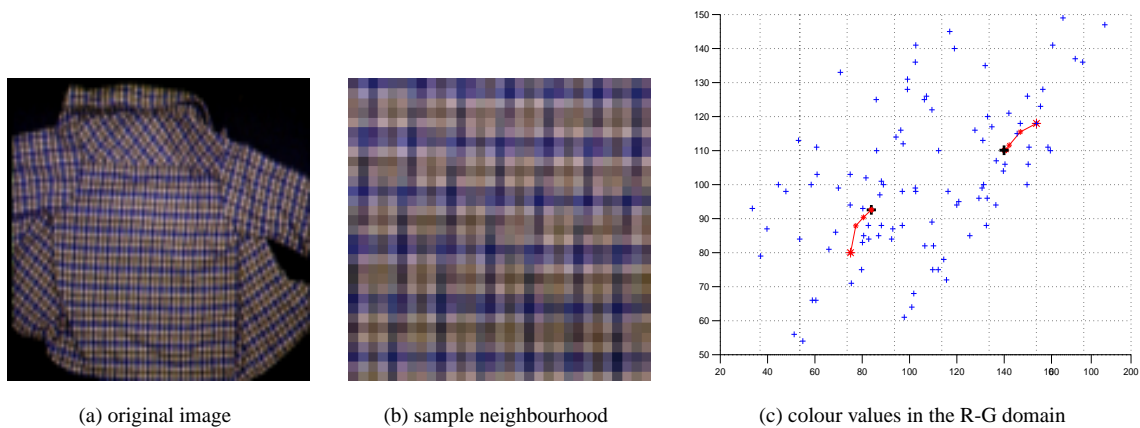 150
140
130
120
110
100
90
80
70
60
50
20 40 60 80 100 120 140 160 180 200
(a) original image
(b) sample neighbourhood
(c) colour values in the R-G domain